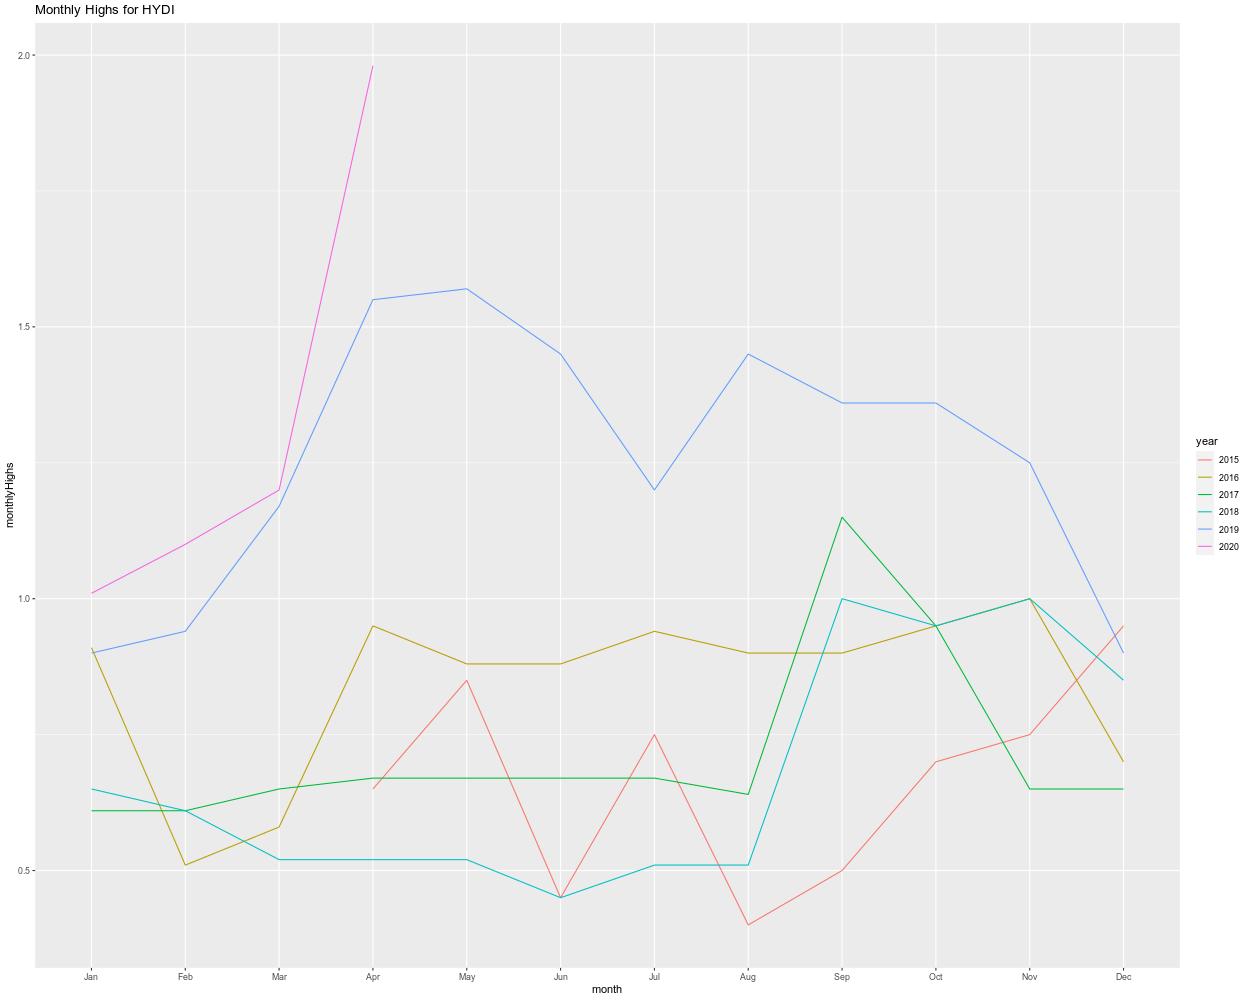 Monthly Highs for HYDI
monthlyHighs
2.0
1.5
1.0
0.5
Jan Feb Mar Apr May Jun Jul Aug Sep Oct Nov Dec
month
year
2015
2016
2017
2018
2019
2020